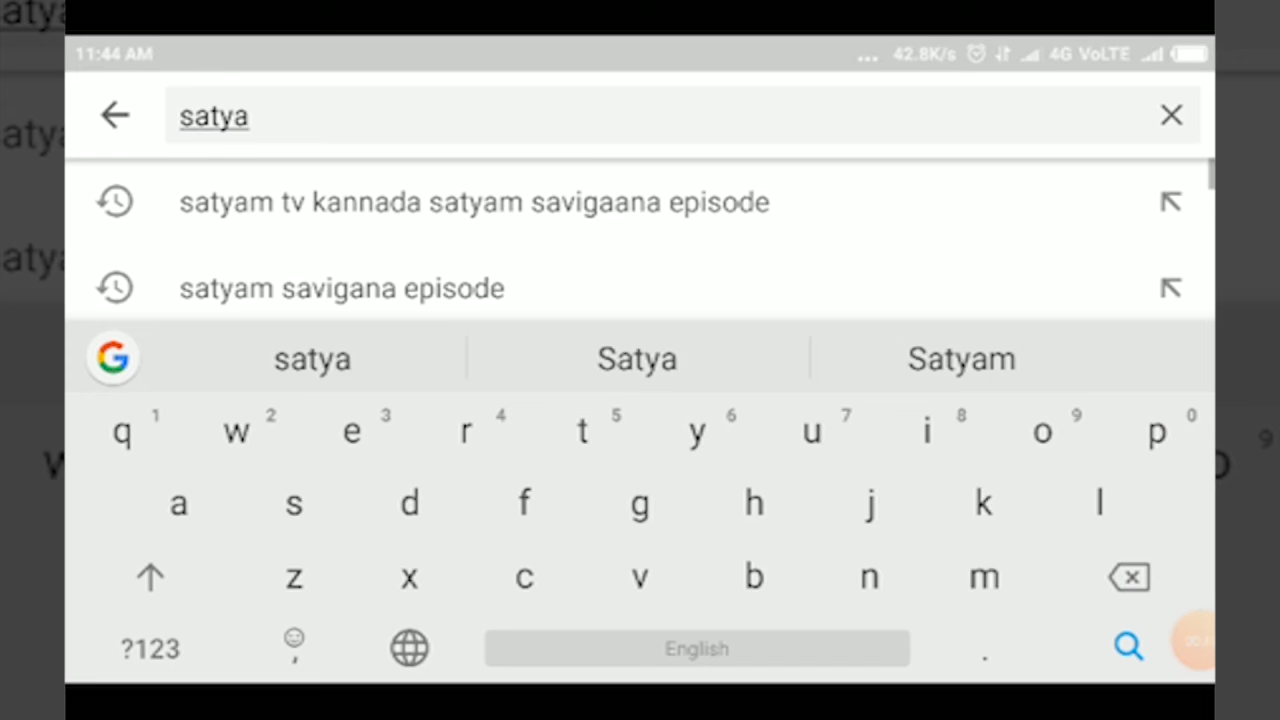 11:44 AM
... 42.8K/s 4G VoLTE
satya
satyam tv kannada satyam savigaana episode
satyam savigana episode
G satya Satya Satyam
q 1 w 2 e 3 r 4 t 5 y 6 u 7 i 8 o 9 p 0
a s d f g h j k l
z x c v b n m
?123 , English .